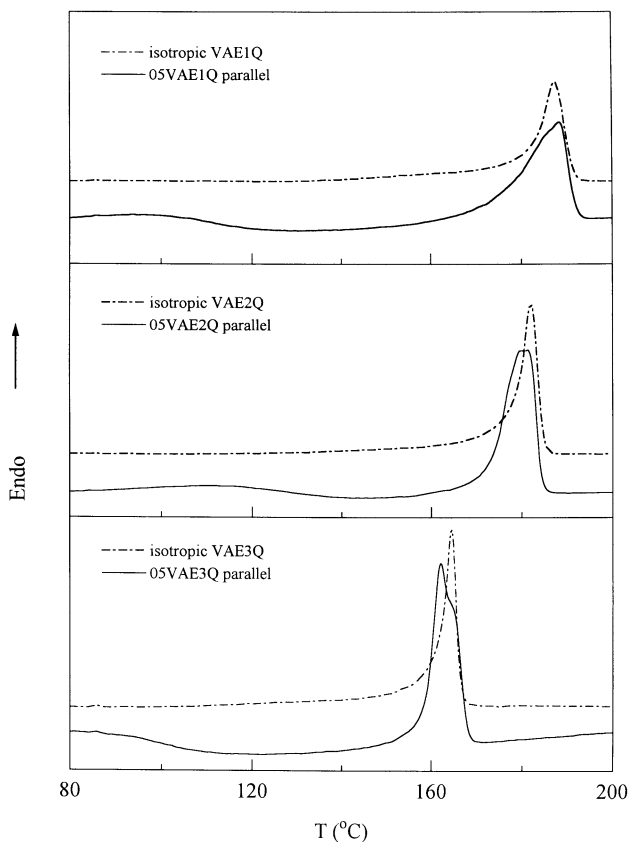 isotropic VAE1Q
05VAE1Q parallel
isotropic VAE2Q
05VAE2Q parallel
isotropic VAE3Q
05VAE3Q parallel
Endo
80 120 160 200
T (°C)